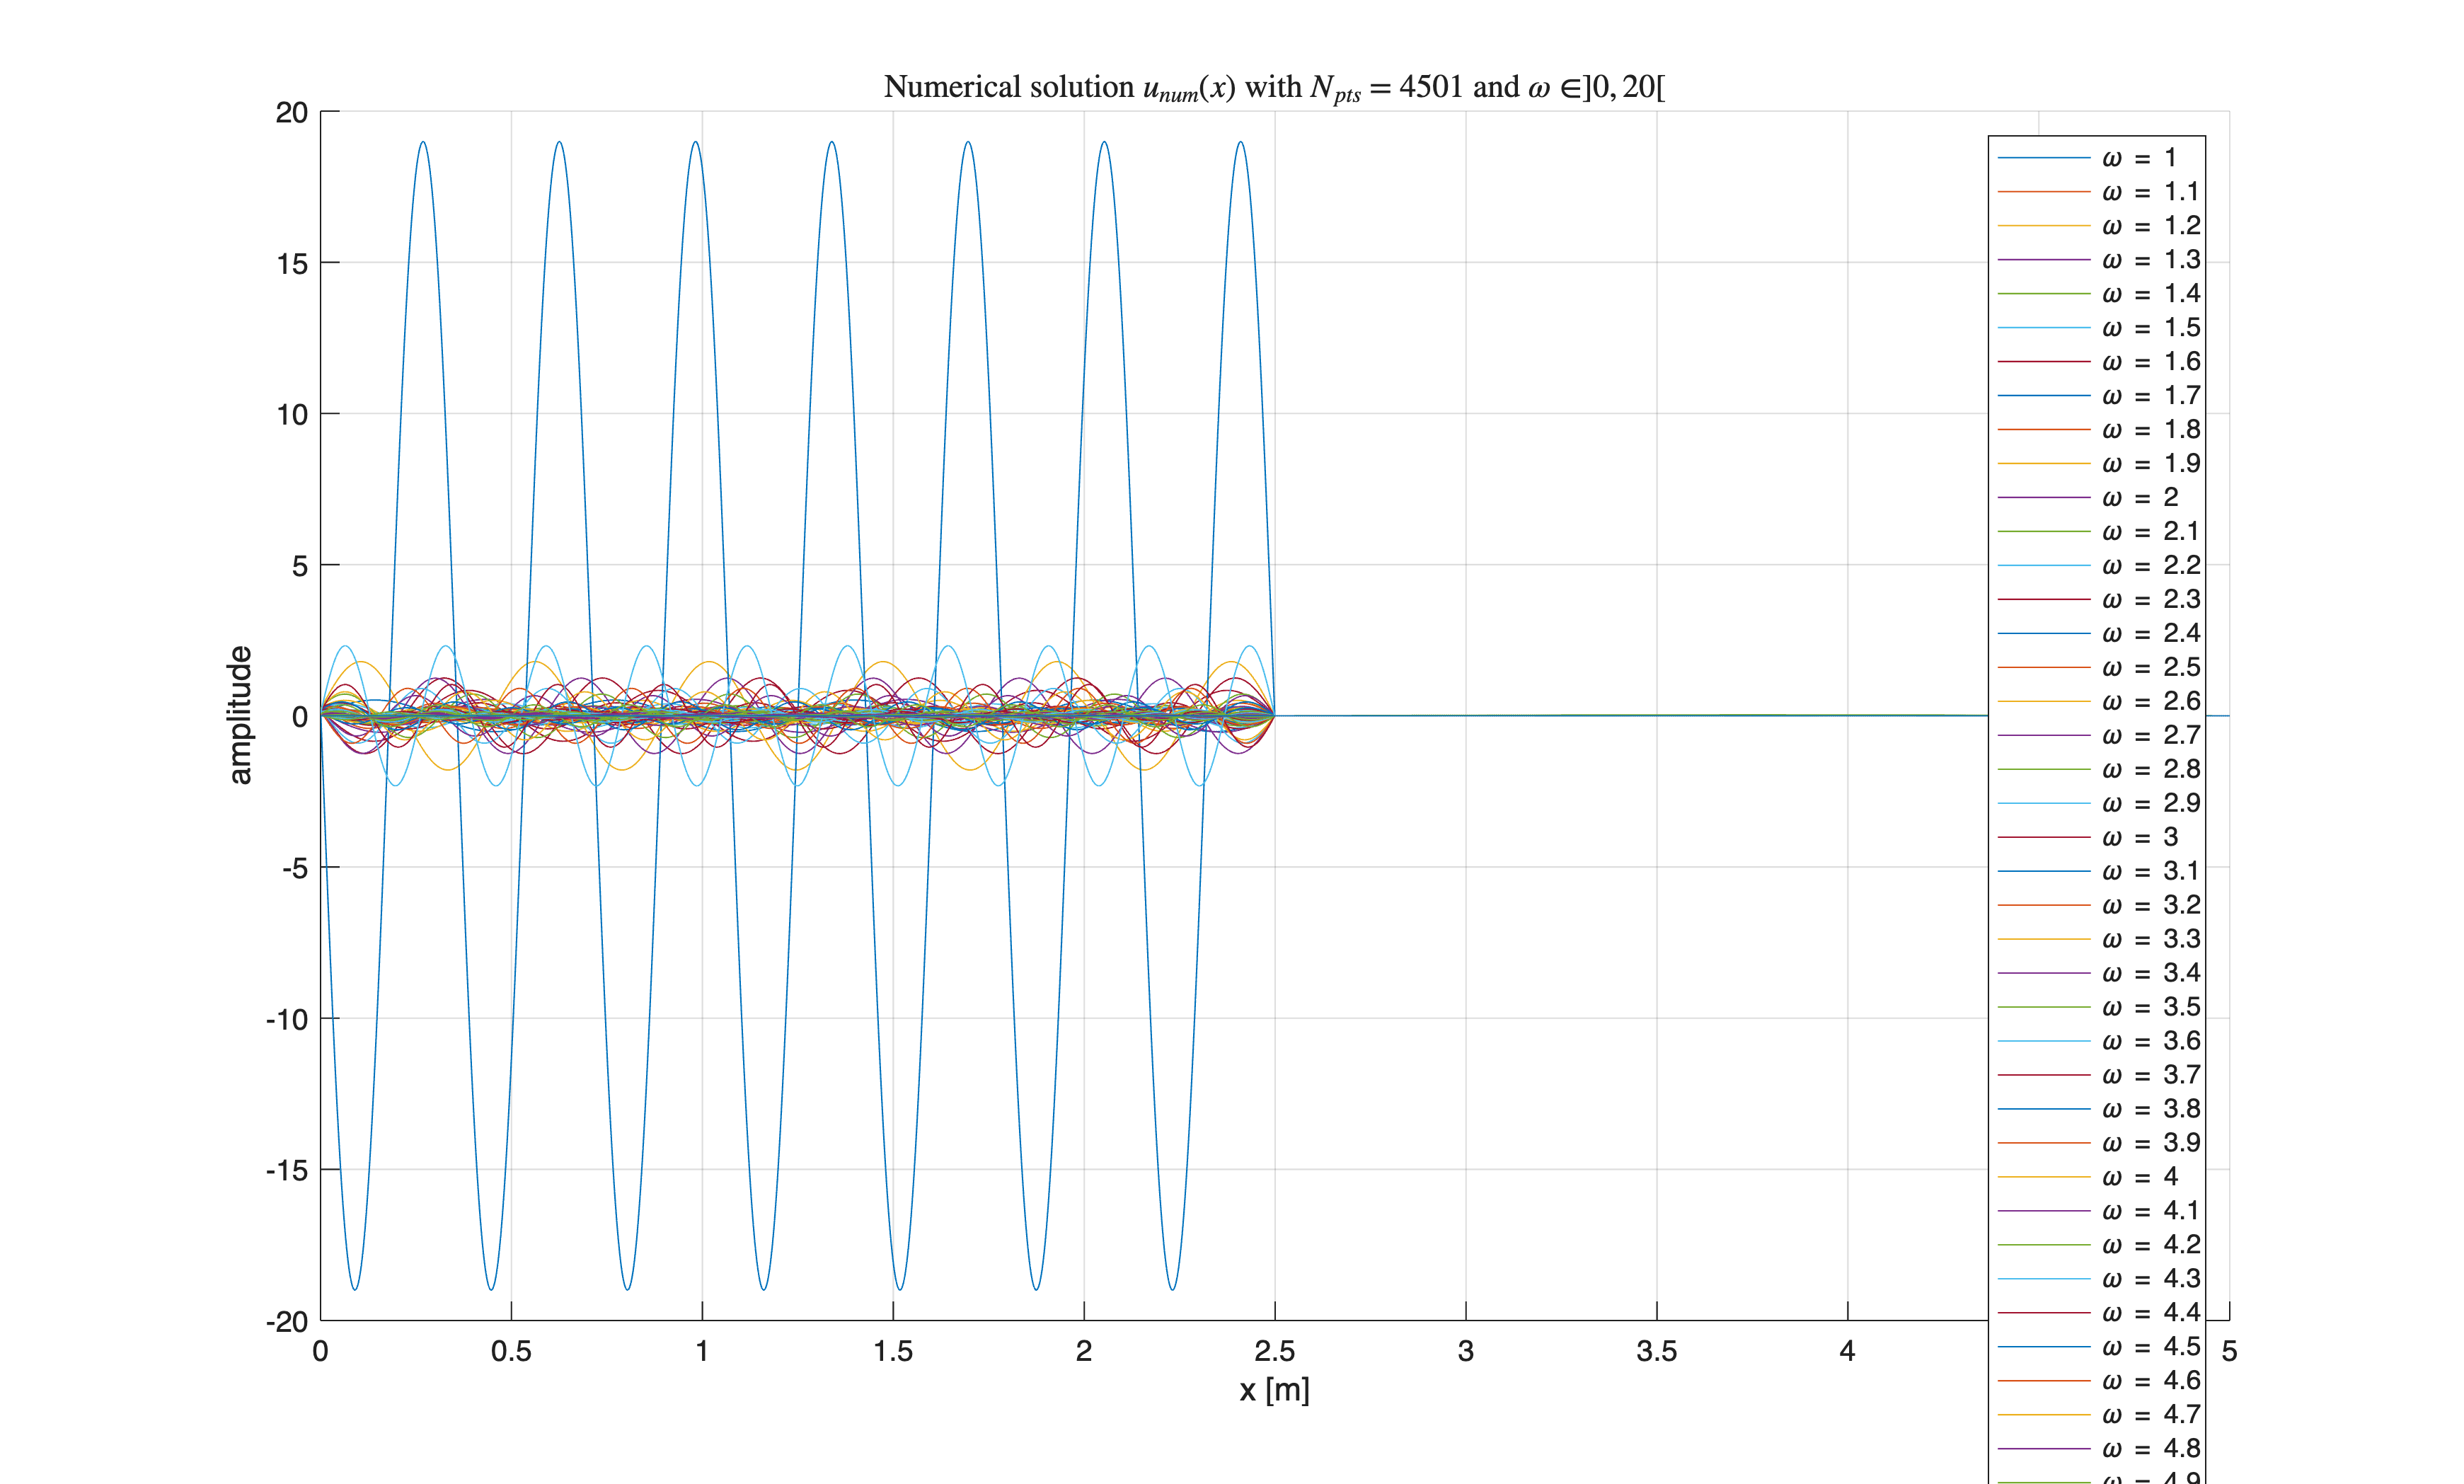 Numerical solution u_num(x) with N_pts = 4501 and ω ∈]0, 20[
20
15
10
5
0
-5
-10
-15
-20
amplitude
0 0.5 1 1.5 2 2.5 3 3.5 4 5
x [m]
ω = 1
ω = 1.1
ω = 1.2
ω = 1.3
ω = 1.4
ω = 1.5
ω = 1.6
ω = 1.7
ω = 1.8
ω = 1.9
ω = 2
ω = 2.1
ω = 2.2
ω = 2.3
ω = 2.4
ω = 2.5
ω = 2.6
ω = 2.7
ω = 2.8
ω = 2.9
ω = 3
ω = 3.1
ω = 3.2
ω = 3.3
ω = 3.4
ω = 3.5
ω = 3.6
ω = 3.7
ω = 3.8
ω = 3.9
ω = 4
ω = 4.1
ω = 4.2
ω = 4.3
ω = 4.4
ω = 4.5
ω = 4.6
ω = 4.7
ω = 4.8
ω = 4.9